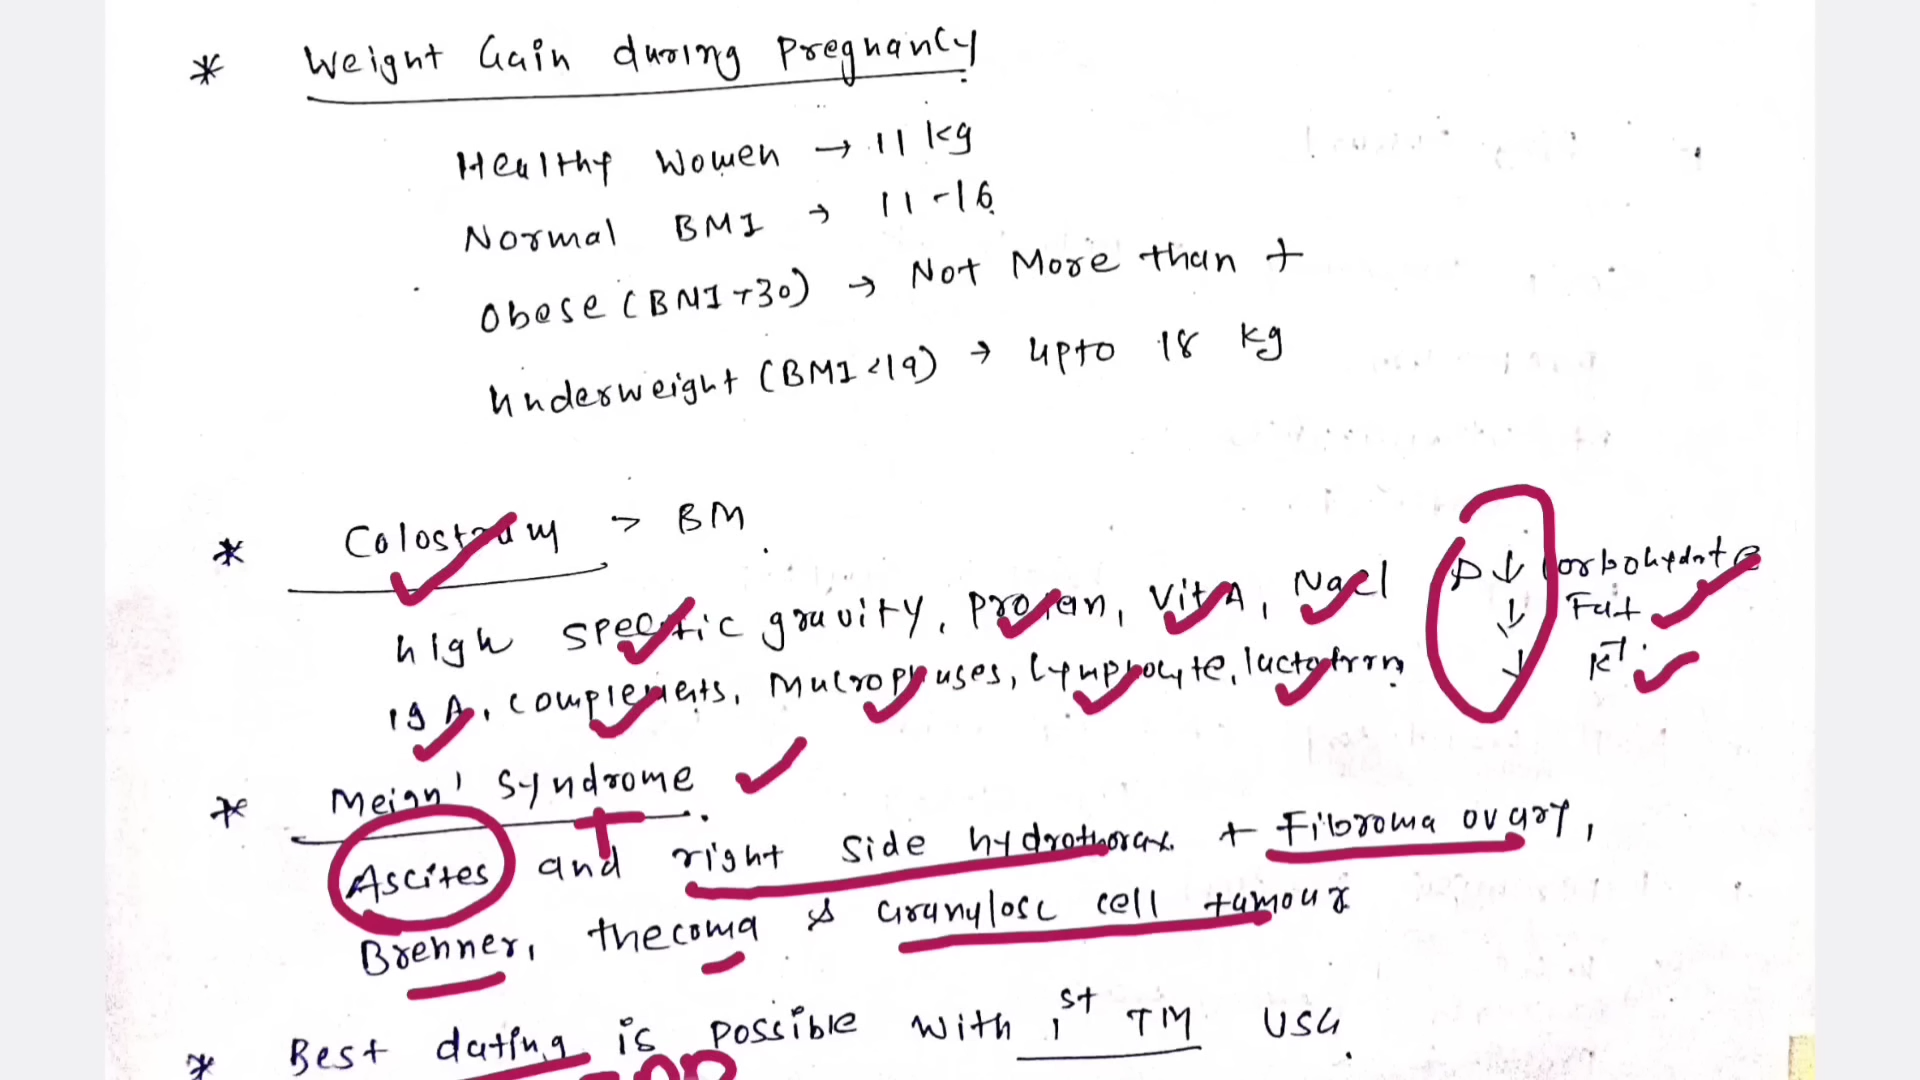 * Weight Gain during Pregnancy
Healthy Women → 11 kg
Normal BMI → 11-16
Obese (BMI 730) → Not More than 7
Underweight (BMI <19) → upto 18 kg
* Colostrum > BM
high specific gravity, protein, Vit A, Nacl & ↓ Carbohydrate
↓ Fat
Ig A, complements, Macrophages, lymphocyte, lactoferrin ↓ K+
* Meign' Syndrome
Ascites and right side hydrothorax + Fibroma ovary,
Brenner, thecoma & Granulosa cell tumour
* Best dating is possible with 1st TM USG